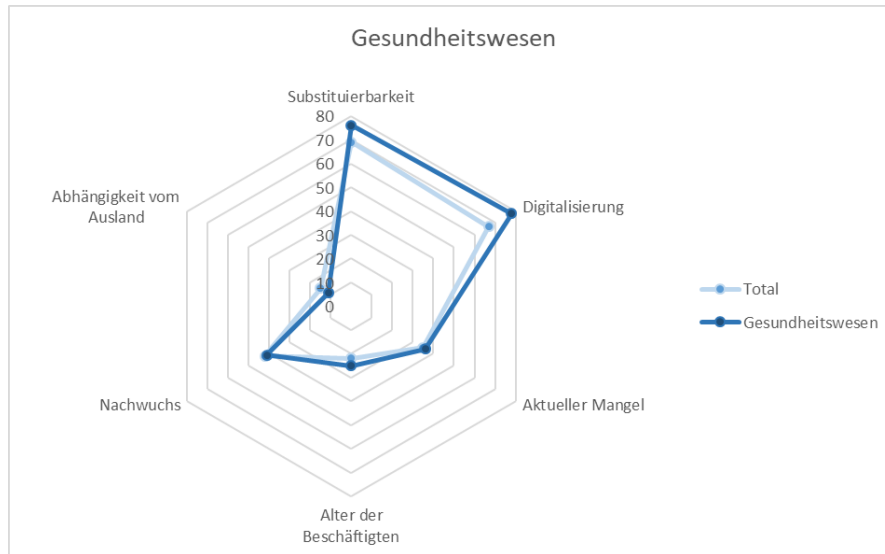 Gesundheitswesen
Substituierbarkeit
80
70
60
50
40
30
20
10
0
Digitalisierung
Aktueller Mangel
Alter der
Beschäftigten
Nachwuchs
Abhängigkeit vom
Ausland
Total
Gesundheitswesen